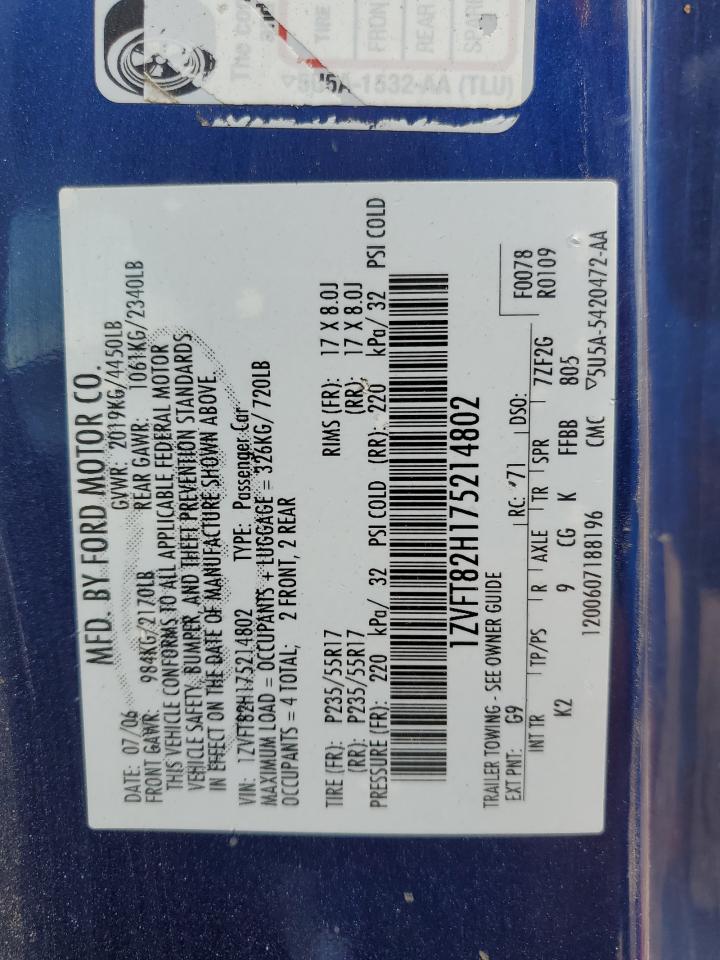 The co
TIRE
FRON
REAR
SPAR
▽5U5A-1532-AA (TLU)
MFD. BY FORD MOTOR CO.
DATE: 07/06 GVWR: 2019KG/4450LB
FRONT GAWR: 984KG/2170LB REAR GAWR: 1061KG/2340LB
THIS VEHICLE CONFORMS TO ALL APPLICABLE FEDERAL MOTOR
VEHICLE SAFETY, BUMPER, AND THEFT PREVENTION STANDARDS
IN EFFECT ON THE DATE OF MANUFACTURE SHOWN ABOVE.
VIN: 1ZVFT82H175214802 TYPE: Passenger Car
MAXIMUM LOAD = OCCUPANTS + LUGGAGE = 326KG/ 720LB
OCCUPANTS = 4 TOTAL; 2 FRONT, 2 REAR
TIRE (FR): P235/55R17 RIMS (FR): 17 X 8.0J
(RR): P235/55R17 (RR): 17 X 8.0J
PRESSURE (FR): 220 kPa/ 32 PSI COLD (RR): 220 kPa/ 32 PSI COLD
1ZVFT82H175214802
TRAILER TOWING - SEE OWNER GUIDE
EXT PNT: G9 RC: *71 DSO: F0078
R0109
INT TR TP/PS R AXLE TR SPR 7ZF2G
K2 9 CG K FFBB 805
1200607188196 CMC ▽5U5A-5420472-AA